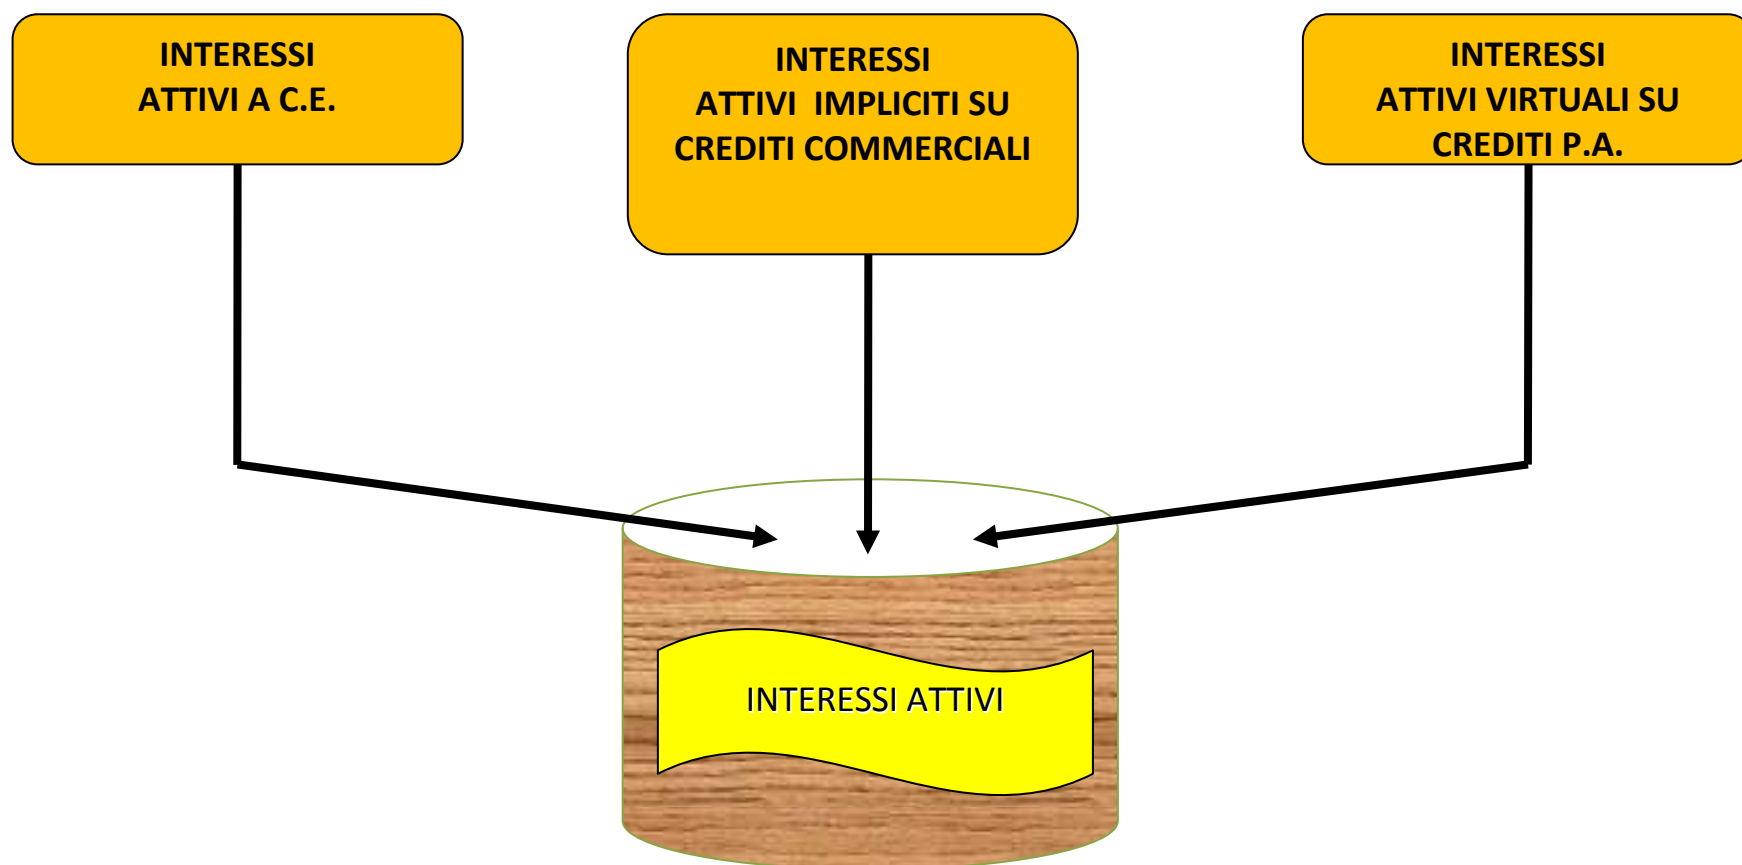 INTERESSI
ATTIVI A C.E.
INTERESSI
ATTIVI IMPLICITI SU
CREDITI COMMERCIALI
INTERESSI
ATTIVI VIRTUALI SU
CREDITI P.A.
INTERESSI ATTIVI